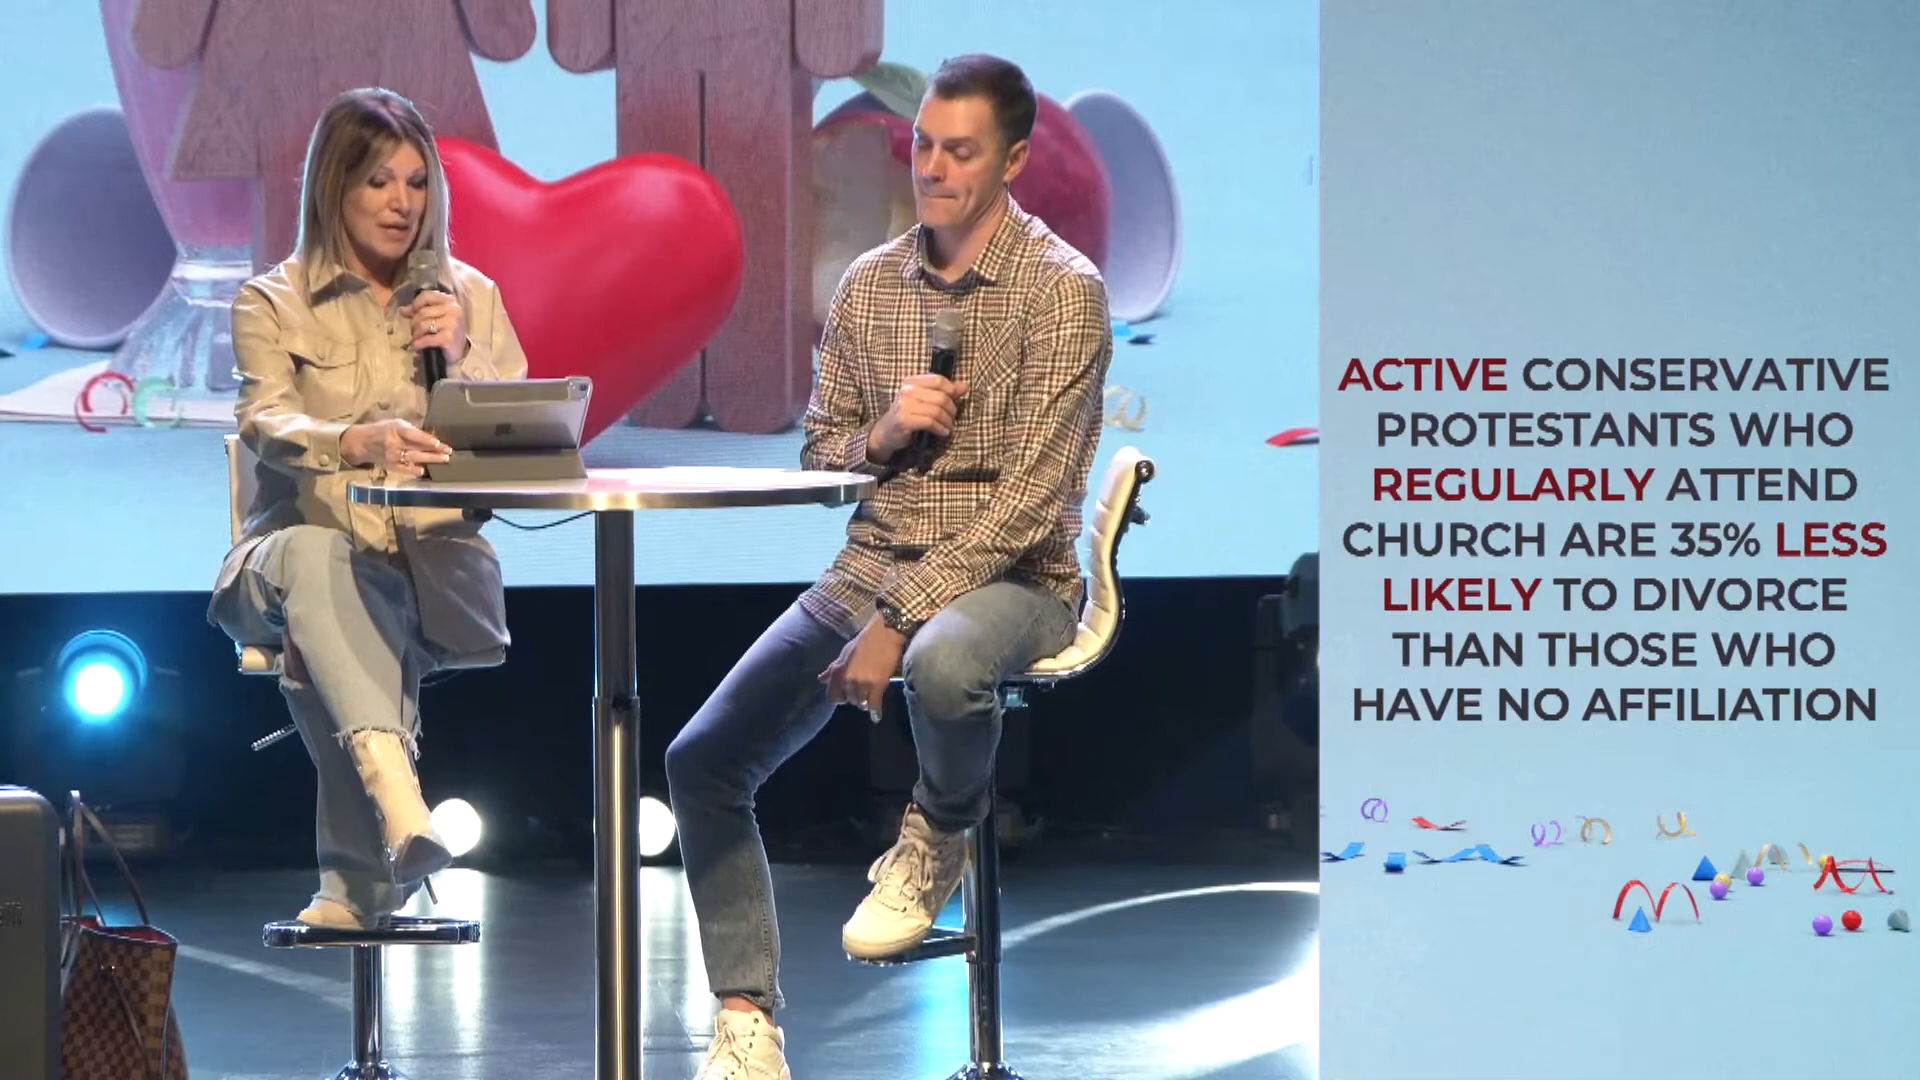 ACTIVE CONSERVATIVE
PROTESTANTS WHO
REGULARLY ATTEND
CHURCH ARE 35% LESS
LIKELY TO DIVORCE
THAN THOSE WHO
HAVE NO AFFILIATION